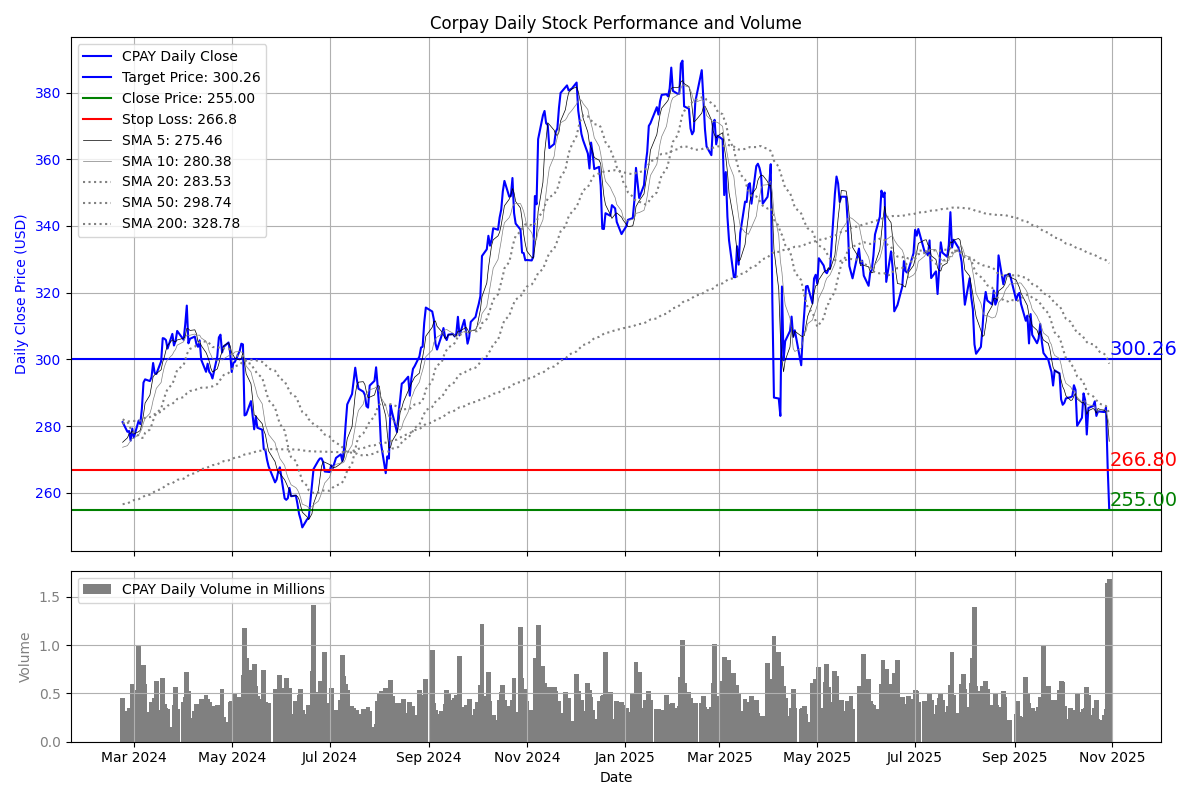 Corpay Daily Stock Performance and Volume
CPAY Daily Close
Target Price: 300.26
Close Price: 255.00
Stop Loss: 266.8
SMA 5: 275.46
SMA 10: 280.38
SMA 20: 283.53
SMA 50: 298.74
SMA 200: 328.78
Daily Close Price (USD)
380
360
340
320
300
280
260
300.26
266.80
255.00
CPAY Daily Volume in Millions
Volume
1.5
1.0
0.5
0.0
Mar 2024 May 2024 Jul 2024 Sep 2024 Nov 2024 Jan 2025 Mar 2025 May 2025 Jul 2025 Sep 2025 Nov 2025
Date